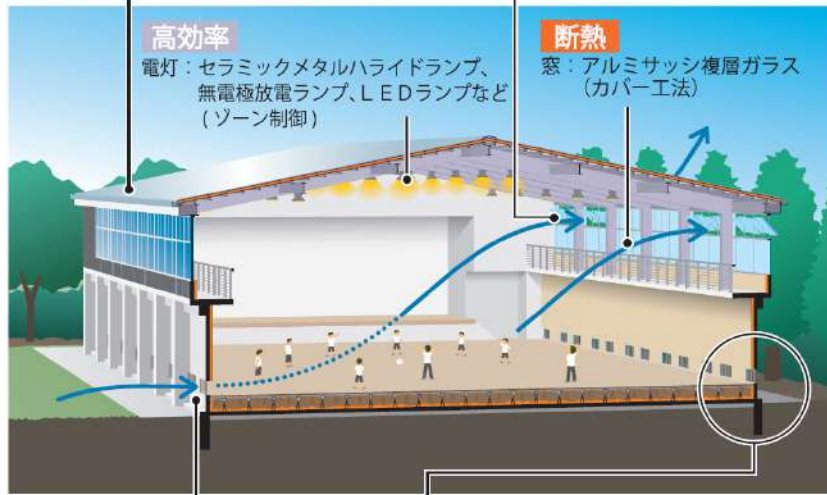 高効率
電灯：セラミックメタルハライドランプ、
無電極放電ランプ、ＬＥＤランプなど
（ゾーン制御）
断熱
窓：アルミサッシ複層ガラス
（カバー工法）